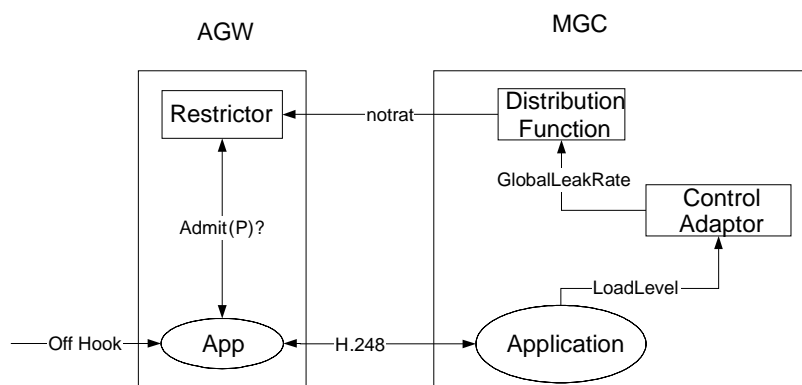 AGW
MGC
Restrictor
notrat
Distribution
Function
GlobalLeakRate
Control
Adaptor
Admit(P)?
LoadLevel
Off Hook
App
H.248
Application